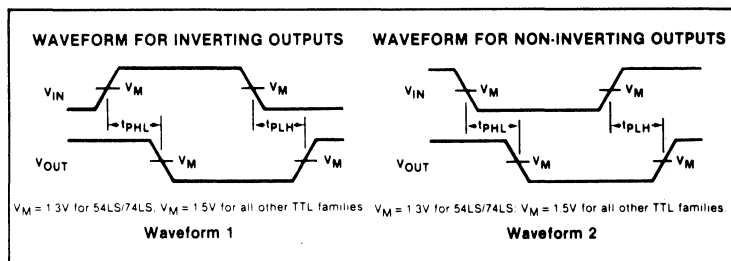 WAVEFORM FOR INVERTING OUTPUTS
VIN
VM
VM
tPHL
tPLH
VOUT
VM
VM
VM = 1.3V for 54LS/74LS. VM = 1.5V for all other TTL families.
Waveform 1
WAVEFORM FOR NON-INVERTING OUTPUTS
VIN
VM
VM
tPHL
tPLH
VOUT
VM
VM
VM = 1.3V for 54LS/74LS: VM = 1.5V for all other TTL families.
Waveform 2